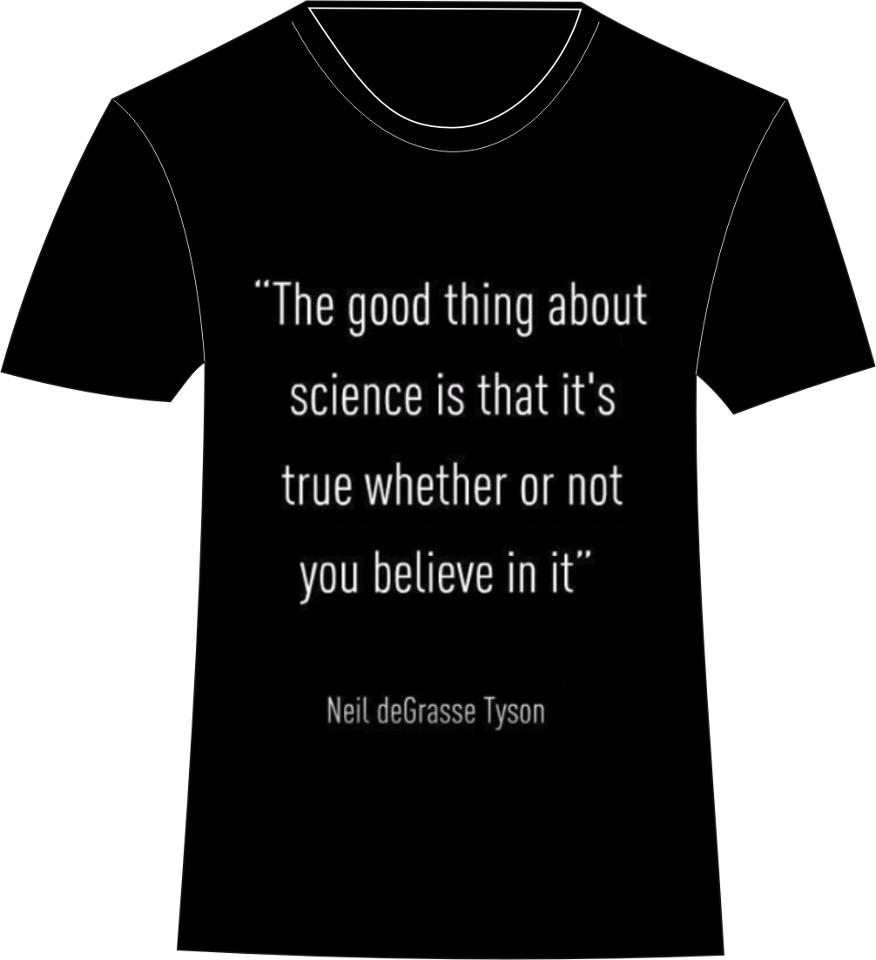 “The good thing about
science is that it's
true whether or not
you believe in it”
Neil deGrasse Tyson